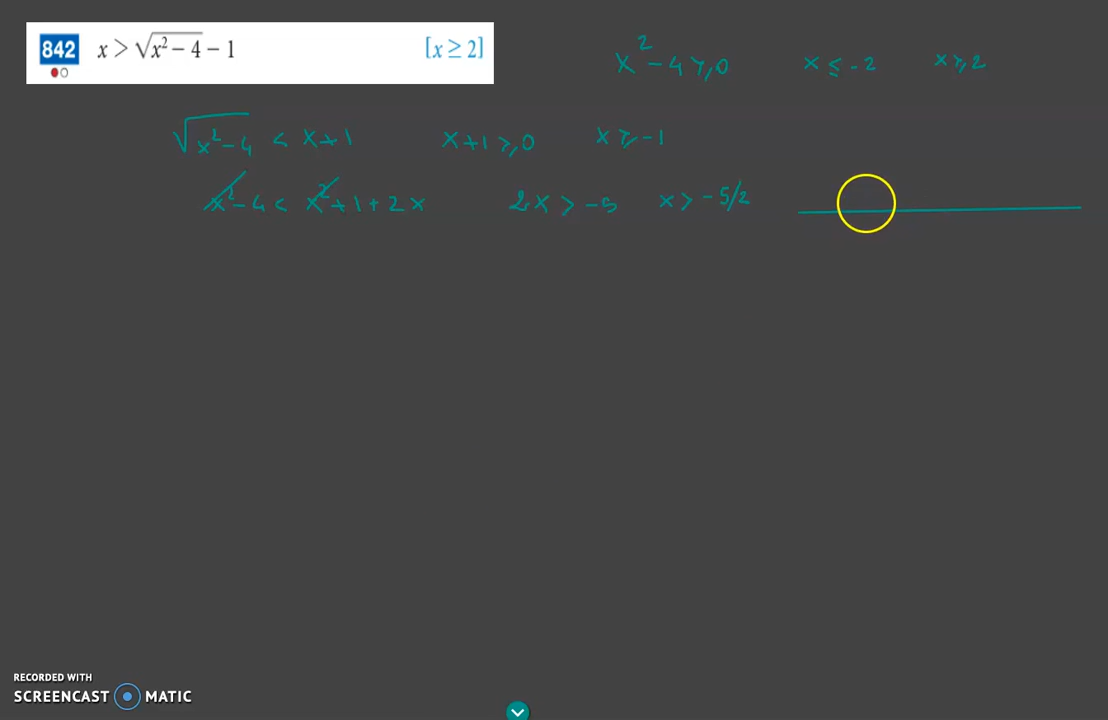 842 x > √x² − 4 − 1 [x ≥ 2]
x² − 4 ≥ 0 x ≤ −2 x ≥ 2
√x² − 4 < x + 1 x + 1 ≥ 0 x ≥ −1
x² − 4 < x² + 1 + 2x 2x > −5 x > −5/2
RECORDED WITH
SCREENCAST MATIC